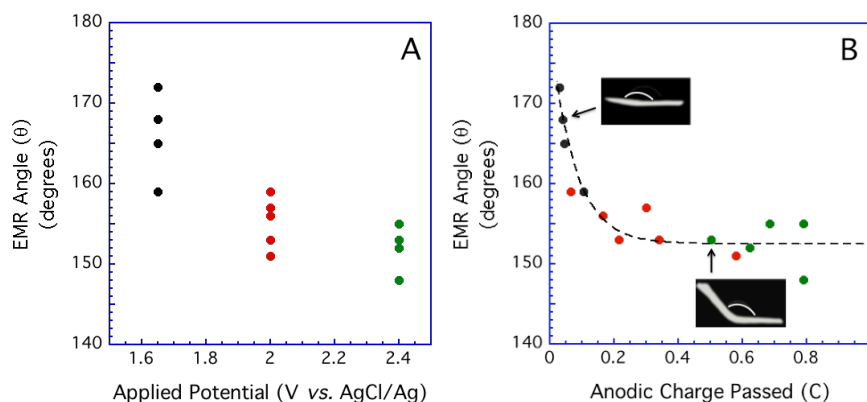 A
180
170
160
150
140
EMR Angle (θ)
(degrees)
1.6
1.8
2
2.2
2.4
Applied Potential (V vs. AgCl/Ag)
B
180
170
160
150
140
EMR Angle (θ)
(degrees)
0
0.2
0.4
0.6
0.8
Anodic Charge Passed (C)